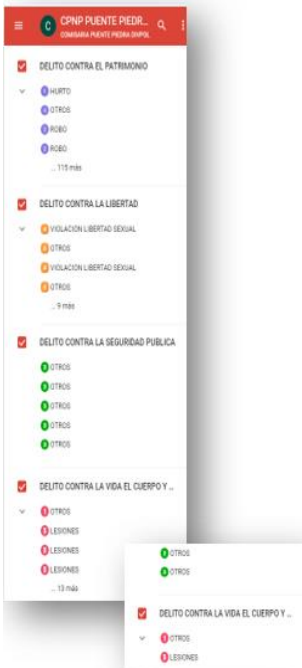 C
CPNP PUENTE PIEDR...
COMISARIA PUENTE PIEDRA DIVPOL
DELITO CONTRA EL PATRIMONIO
HURTO
OTROS
ROBO
ROBO
... 115 más
DELITO CONTRA LA LIBERTAD
VIOLACION LIBERTAD SEXUAL
OTROS
VIOLACION LIBERTAD SEXUAL
OTROS
... 9 más
DELITO CONTRA LA SEGURIDAD PUBLICA
OTROS
OTROS
OTROS
OTROS
OTROS
DELITO CONTRA LA VIDA EL CUERPO Y ...
OTROS
LESIONES
LESIONES
LESIONES
... 13 más
OTROS
OTROS
DELITO CONTRA LA VIDA EL CUERPO Y ...
OTROS
LESIONES